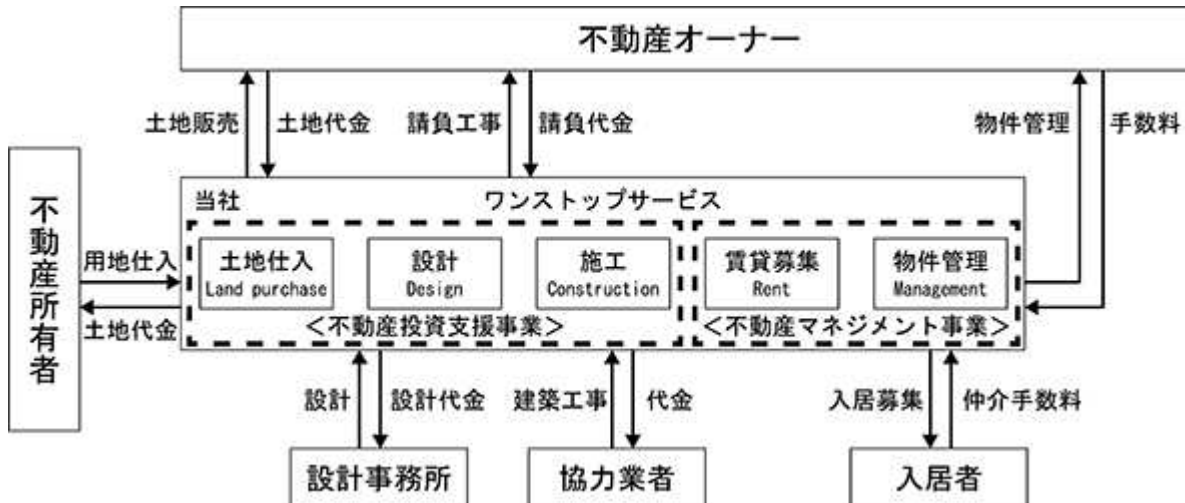 不動産オーナー
土地販売
土地代金
請負工事
請負代金
物件管理
手数料
不動産所有者
用地仕入
土地代金
当社
ワンストップサービス
土地仕入
Land purchase
設計
Design
施工
Construction
賃貸募集
Rent
物件管理
Management
<不動産投資支援事業>
<不動産マネジメント事業>
設計
設計代金
建築工事
代金
入居募集
仲介手数料
設計事務所
協力業者
入居者